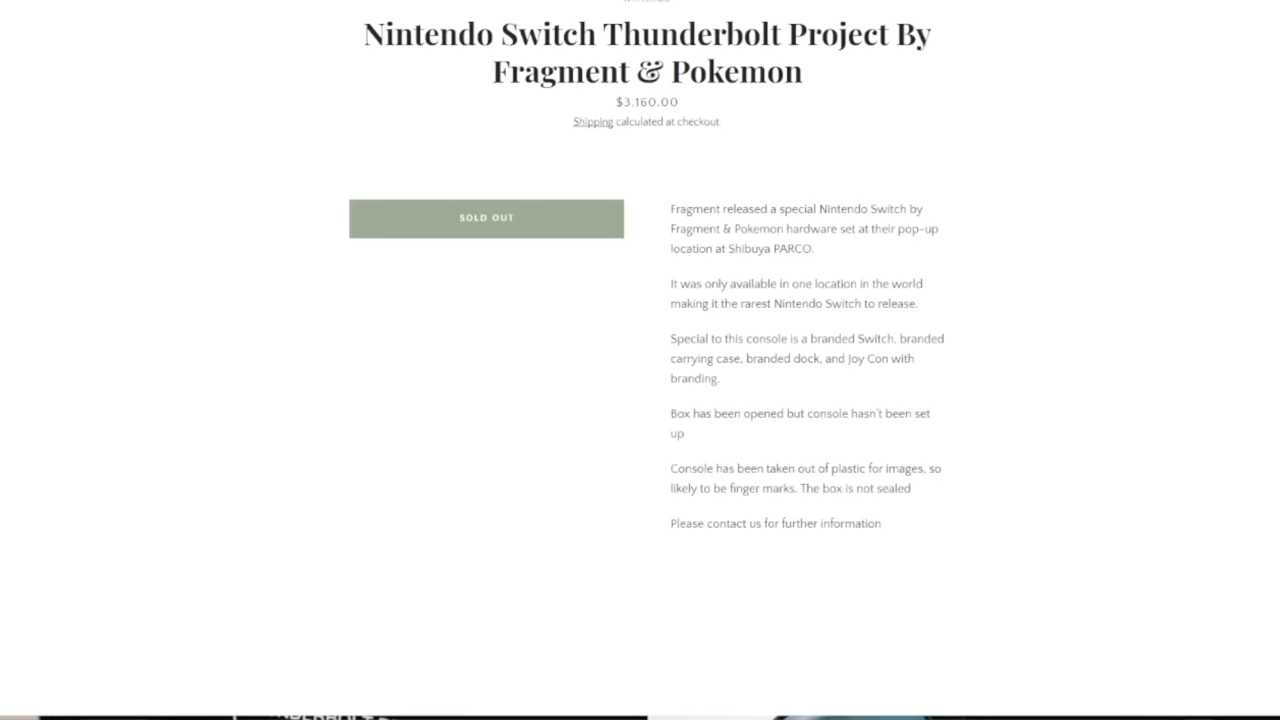 Nintendo Switch Thunderbolt Project By
Fragment & Pokemon
$3,160.00
Shipping calculated at checkout.
SOLD OUT
Fragment released a special Nintendo Switch by
Fragment & Pokemon hardware set at their pop-up
location at Shibuya PARCO.
It was only available in one location in the world
making it the rarest Nintendo Switch to release.
Special to this console is a branded Switch, branded
carrying case, branded dock, and Joy Con with
branding.
Box has been opened but console hasn't been set
up
Console has been taken out of plastic for images, so
likely to be finger marks. The box is not sealed
Please contact us for further information